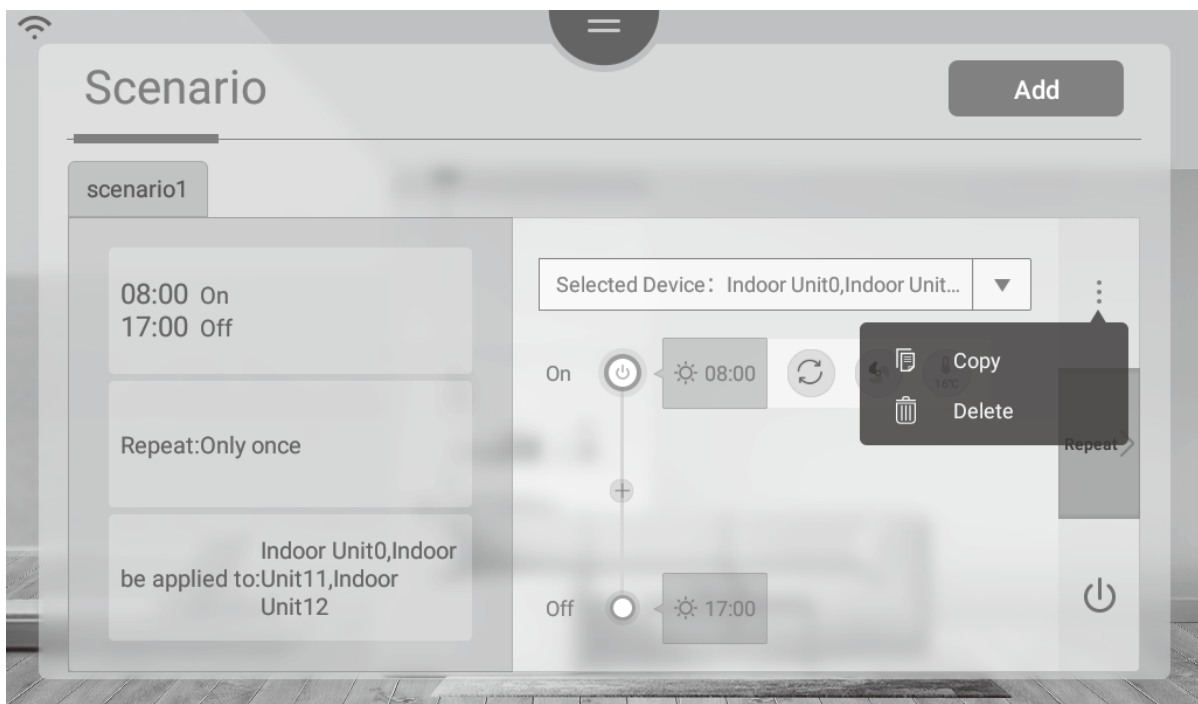 Scenario
Add
scenario1
08:00 On
17:00 Off
Repeat:Only once
Indoor Unit0,Indoor
be applied to:Unit11,Indoor
Unit12
Selected Device: Indoor Unit0,Indoor Unit...
On
08:00
16°C
Copy
Delete
Repeat
Off
17:00